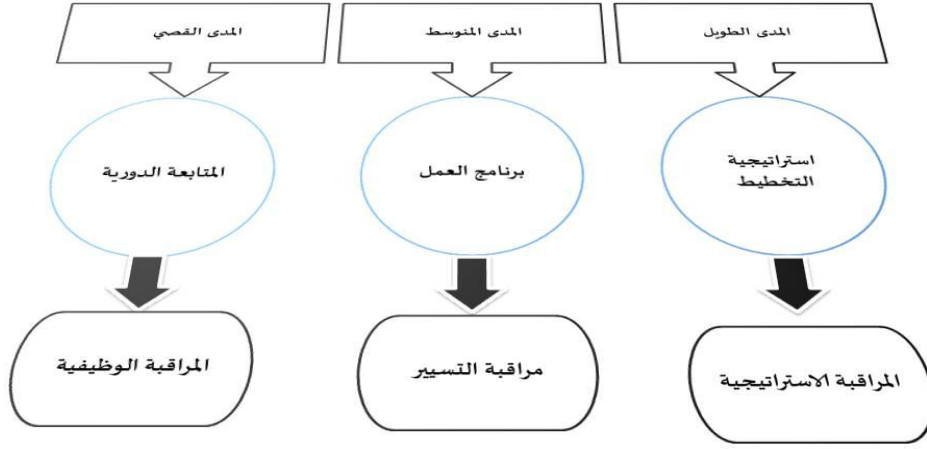 المدى الطويل
المدى المتوسط
المدى القصي
استراتيجية
التخطيط
برنامج العمل
المتابعة الدورية
المراقبة الاستراتيجية
مراقبة التسيير
المراقبة الوظيفية